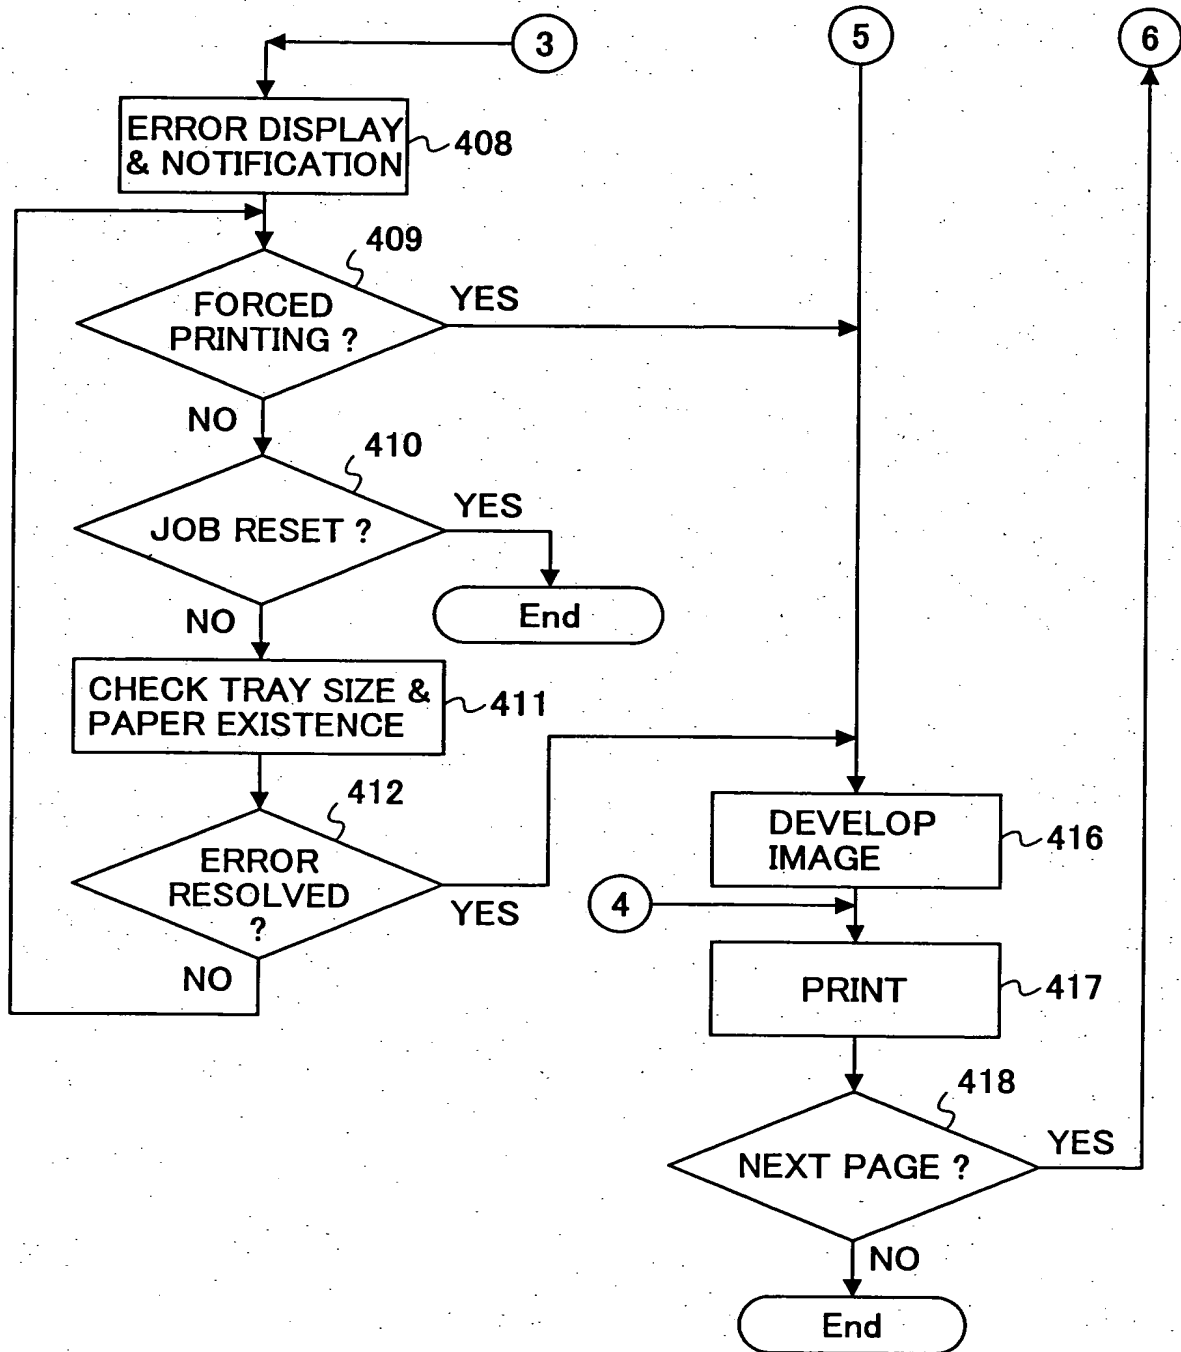 3
5
6
ERROR DISPLAY
& NOTIFICATION
408
409
FORCED
PRINTING ?
YES
NO
410
JOB RESET ?
YES
End
NO
CHECK TRAY SIZE &
PAPER EXISTENCE
411
412
ERROR
RESOLVED
?
YES
NO
DEVELOP
IMAGE
416
4
PRINT
417
418
NEXT PAGE ?
YES
NO
End